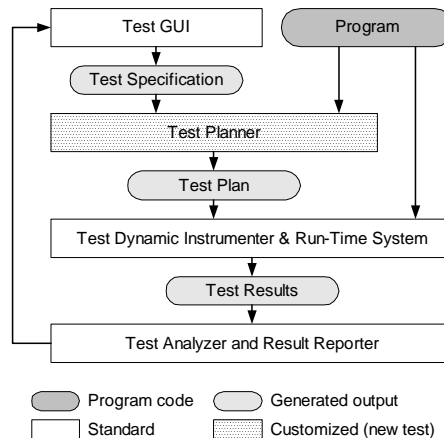 Test GUI
Program
Test Specification
Test Planner
Test Plan
Test Dynamic Instrumenter & Run-Time System
Test Results
Test Analyzer and Result Reporter
Program code
Generated output
Standard
Customized (new test)